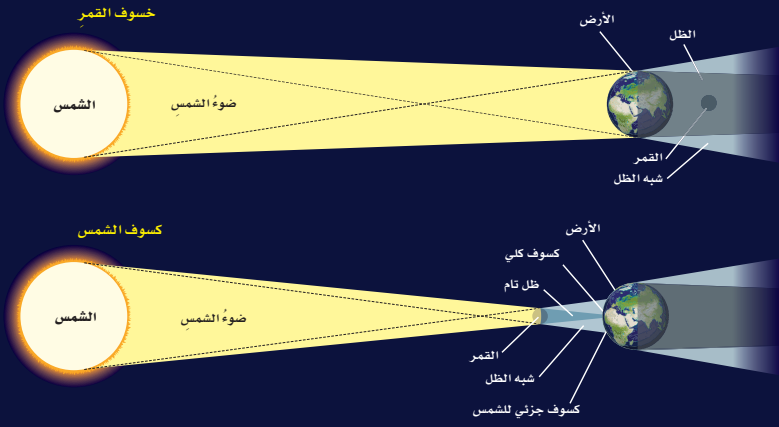 خسوف القمرِ
الأرض
الظل
الشمس
ضوءُ الشمسِ
القمر
شبه الظل
كسوف الشمس
الأرض
كسوف كلي
ظل تام
الشمس
ضوءُ الشمسِ
القمر
شبه الظل
كسوف جزئي للشمس